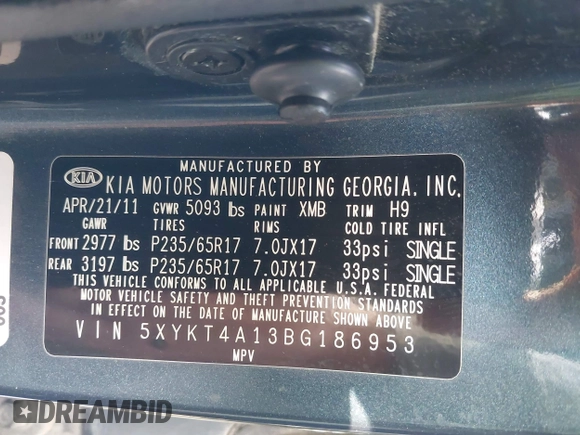 MANUFACTURED BY
KIA KIA MOTORS MANUFACTURING GEORGIA. INC.
APR/21/11 GVWR 5093 lbs PAINT XMB TRIM H9
GAWR TIRES RIMS COLD TIRE INFL
FRONT 2977 lbs P235/65R17 7.0JX17 33psi SINGLE
REAR 3197 lbs P235/65R17 7.0JX17 33psi SINGLE
THIS VEHICLE CONFORMS TO ALL APPLICABLE U.S.A. FEDERAL
MOTOR VEHICLE SAFETY AND THEFT PREVENTION STANDARDS
IN EFFECT ON THE DATE OF MANUFACTURE SHOWN ABOVE
VIN 5XYKT4A13BG186953
MPV
DREAMBID